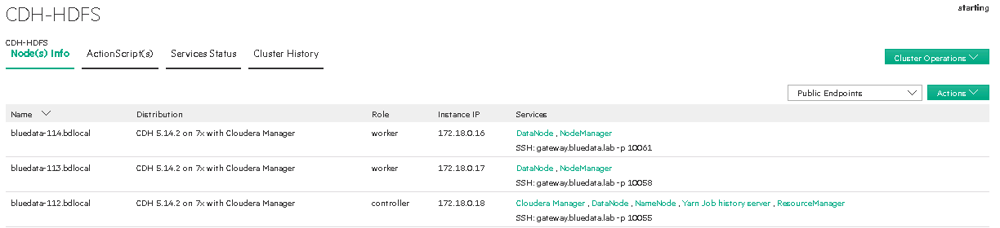 CDH-HDFS
starting
CDH-HDFS
Node(s) Info ActionScript(s) Services Status Cluster History
Cluster Operations
Public Endpoints Actions
Name Distribution Role Instance IP Services
bluedata-114.bdlocal CDH 5.14.2 on 7x with Cloudera Manager worker 172.18.0.16 DataNode , NodeManager
SSH: gateway.bluedata.lab -p 10061
bluedata-113.bdlocal CDH 5.14.2 on 7x with Cloudera Manager worker 172.18.0.17 DataNode , NodeManager
SSH: gateway.bluedata.lab -p 10058
bluedata-112.bdlocal CDH 5.14.2 on 7x with Cloudera Manager controller 172.18.0.18 Cloudera Manager , DataNode , NameNode , Yarn Job history server , ResourceManager
SSH: gateway.bluedata.lab -p 10055